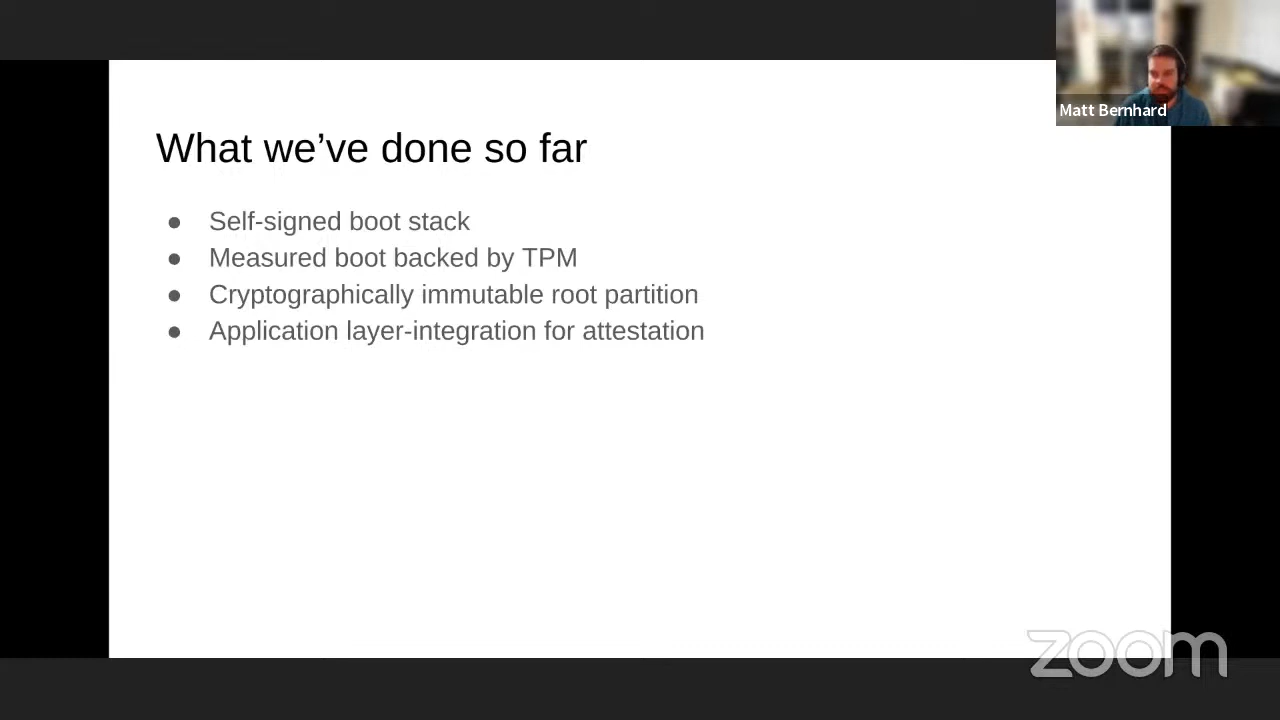 Matt Bernhard
What we’ve done so far
● Self-signed boot stack
● Measured boot backed by TPM
● Cryptographically immutable root partition
● Application layer-integration for attestation
zoom